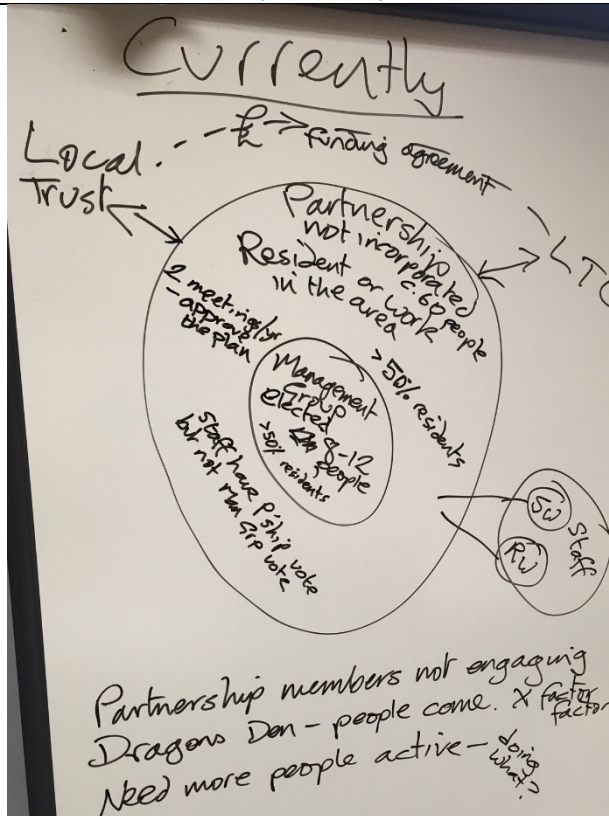 Currently
£ → funding agreement
Local
Trust
LTO
Partnership
not incorporated
c.60 people
Resident or work
in the area
2 meetings/yr
- approve
the plan
>50% residents
Management
Group
elected
8-12
people
>50% residents
Staff have p'ship vote
but not Man Grp vote
SW
RW
Staff
Partnership members not engaging
Dragons Den - people come. X factor
factor
Need more people active - doing
what?